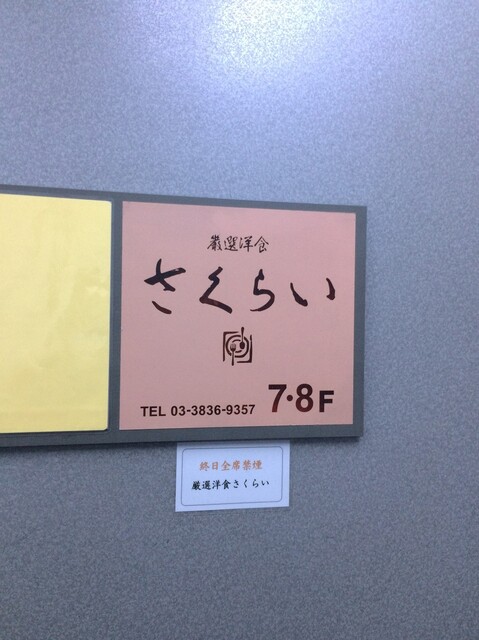 厳選洋食
さくらい
TEL 03-3836-9357
7・8F
終日全席禁煙
厳選洋食さくらい